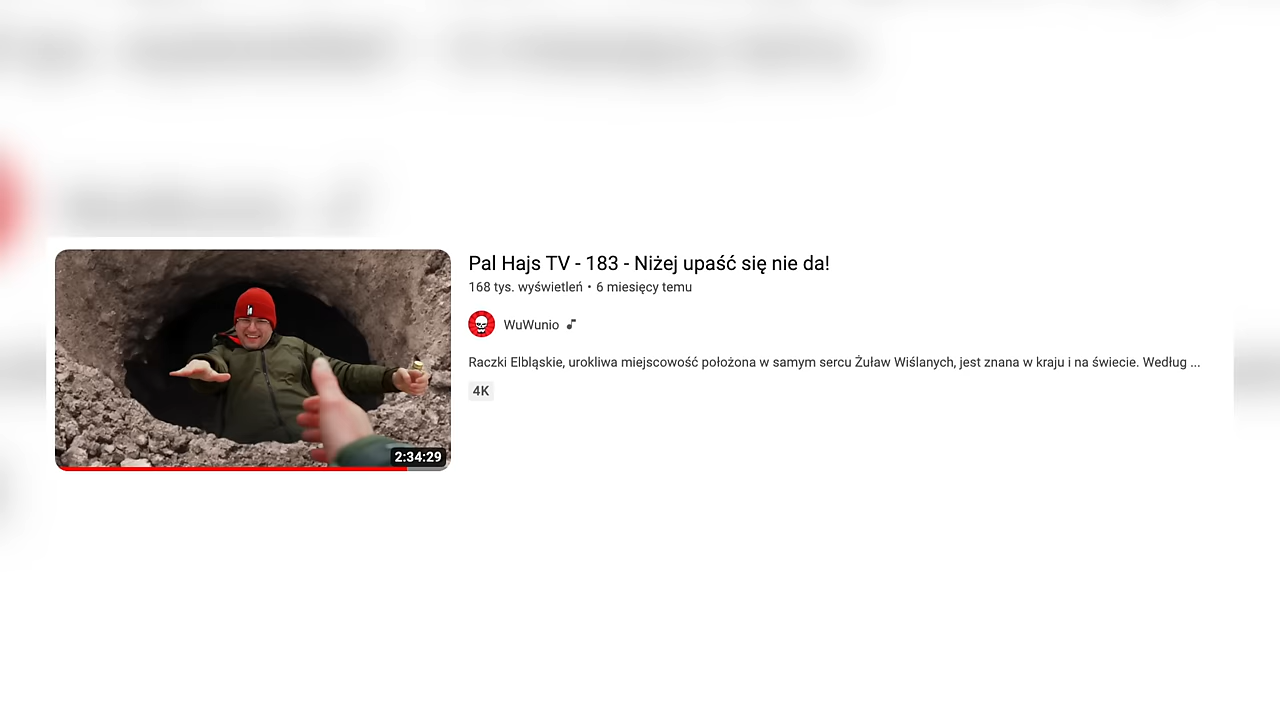 Pal Hajs TV - 183 - Niżej upaść się nie da!
168 tys. wyświetleń • 6 miesięcy temu
WuWunio
Raczki Elbląskie, urokliwa miejscowość położona w samym sercu Żuław Wiślanych, jest znana w kraju i na świecie. Według ...
4K
2:34:29